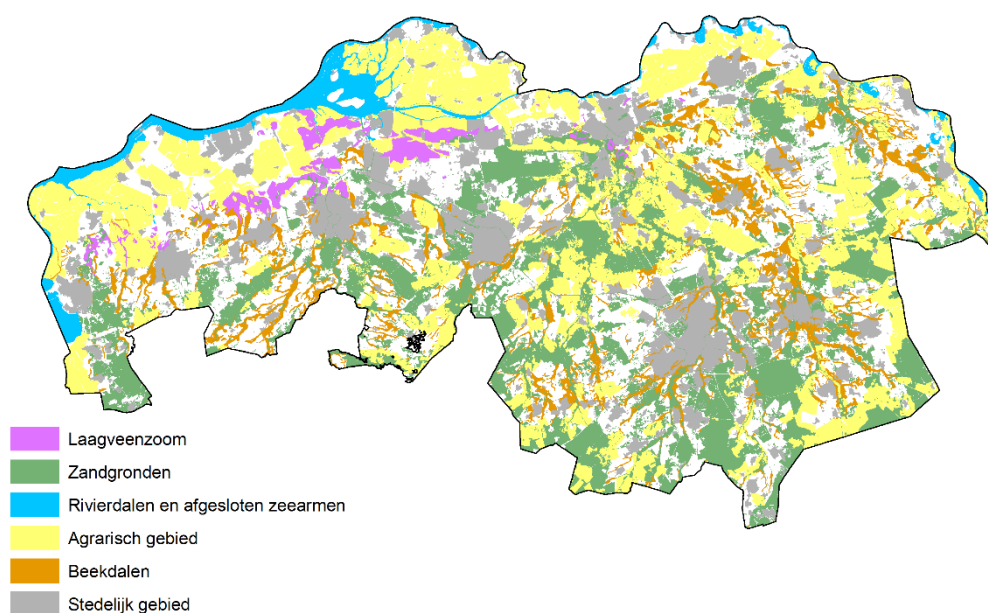 Laagveenzoom
Zandgronden
Rivierdalen en afgesloten zeearmen
Agrarisch gebied
Beekdalen
Stedelijk gebied